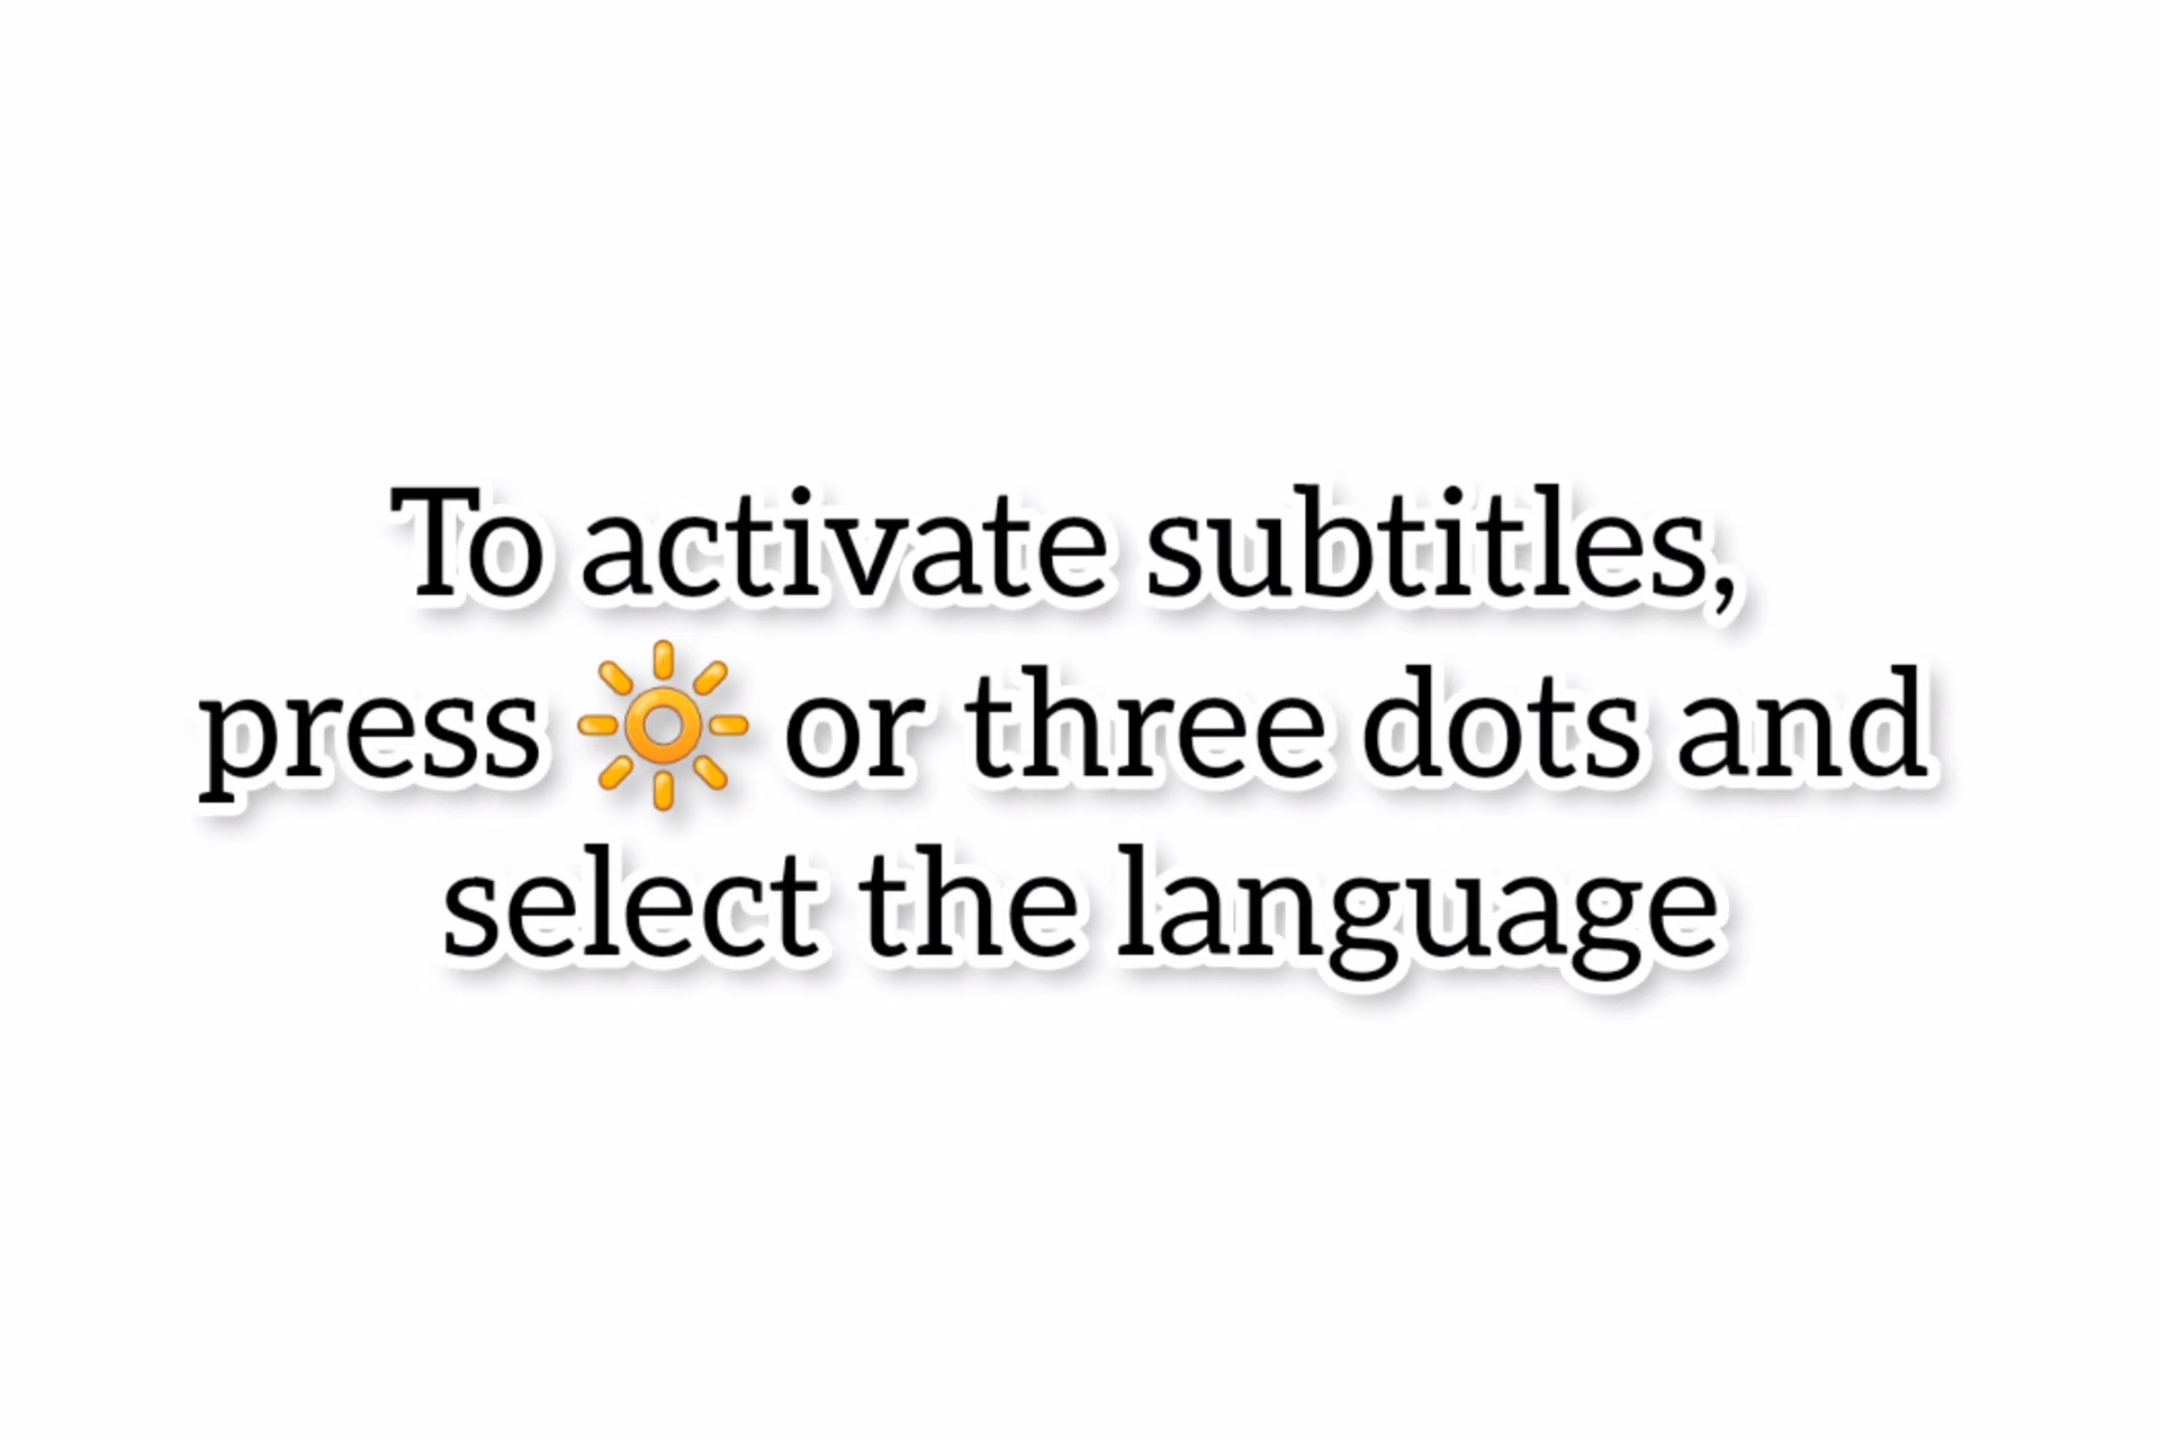 To activate subtitles,
press 🔆 or three dots and
select the language